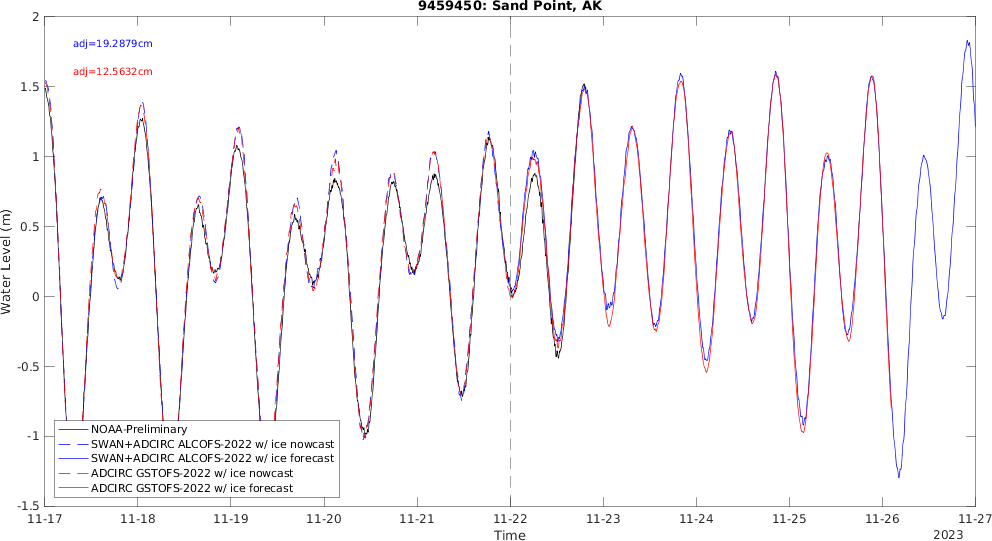 9459450: Sand Point, AK
adj=19.2879cm
adj=12.5632cm
2
1.5
1
0.5
0
-0.5
-1
-1.5
Water Level (m)
NOAA-Preliminary
SWAN+ADCIRC ALCOFS-2022 w/ ice nowcast
SWAN+ADCIRC ALCOFS-2022 w/ ice forecast
ADCIRC GSTOFS-2022 w/ ice nowcast
ADCIRC GSTOFS-2022 w/ ice forecast
11-17 11-18 11-19 11-20 11-21 11-22 11-23 11-24 11-25 11-26 11-27
Time
2023